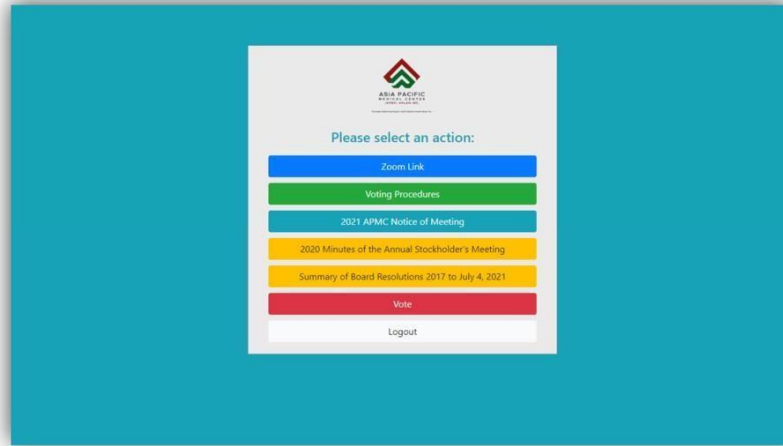 ASIA PACIFIC
MEDICAL CENTER
Please select an action:
Zoom Link
Voting Procedures
2021 APMC Notice of Meeting
2020 Minutes of the Annual Stockholder's Meeting
Summary of Board Resolutions 2017 to July 4, 2021
Vote
Logout